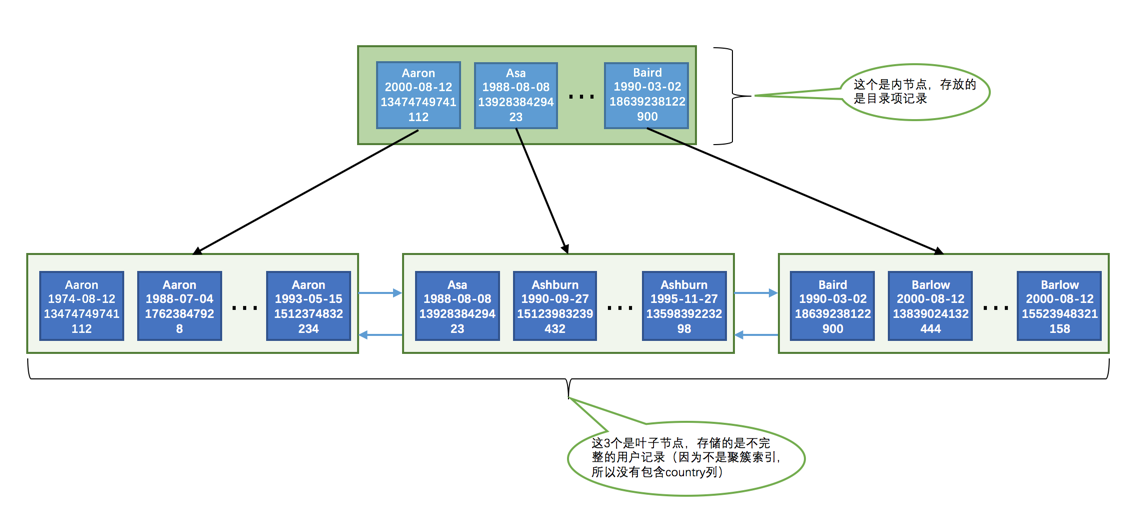 Aaron
2000-08-12
13474749741
112
Asa
1988-08-08
13928384294
23
...
Baird
1990-03-02
18639238122
900
这个是内节点，存放的
是目录项记录
Aaron
1974-08-12
13474749741
112
Aaron
1988-07-04
1762384792
8
...
Aaron
1993-05-15
1512374832
234
Asa
1988-08-08
13928384294
23
Ashburn
1990-09-27
15123983239
432
...
Ashburn
1995-11-27
13598392232
98
Baird
1990-03-02
18639238122
900
Barlow
2000-08-12
13839024132
444
...
Barlow
2000-08-12
15523948321
158
这3个是叶子节点，存储的是不完
整的用户记录（因为不是聚簇索引，
所以没有包含country列）